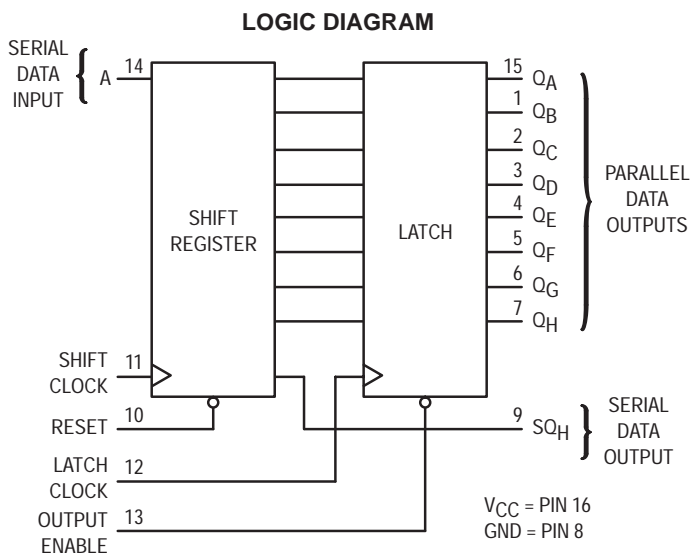 LOGIC DIAGRAM
SERIAL
DATA
INPUT
A
14
SHIFT
REGISTER
LATCH
15 QA
1 QB
2 QC
3 QD
4 QE
5 QF
6 QG
7 QH
PARALLEL
DATA
OUTPUTS
SHIFT
CLOCK
11
RESET
10
LATCH
CLOCK
12
OUTPUT
ENABLE
13
9 SQH
SERIAL
DATA
OUTPUT
VCC = PIN 16
GND = PIN 8